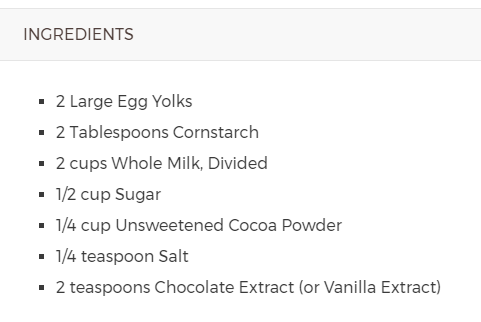 INGREDIENTS
▪ 2 Large Egg Yolks
▪ 2 Tablespoons Cornstarch
▪ 2 cups Whole Milk, Divided
▪ 1/2 cup Sugar
▪ 1/4 cup Unsweetened Cocoa Powder
▪ 1/4 teaspoon Salt
▪ 2 teaspoons Chocolate Extract (or Vanilla Extract)